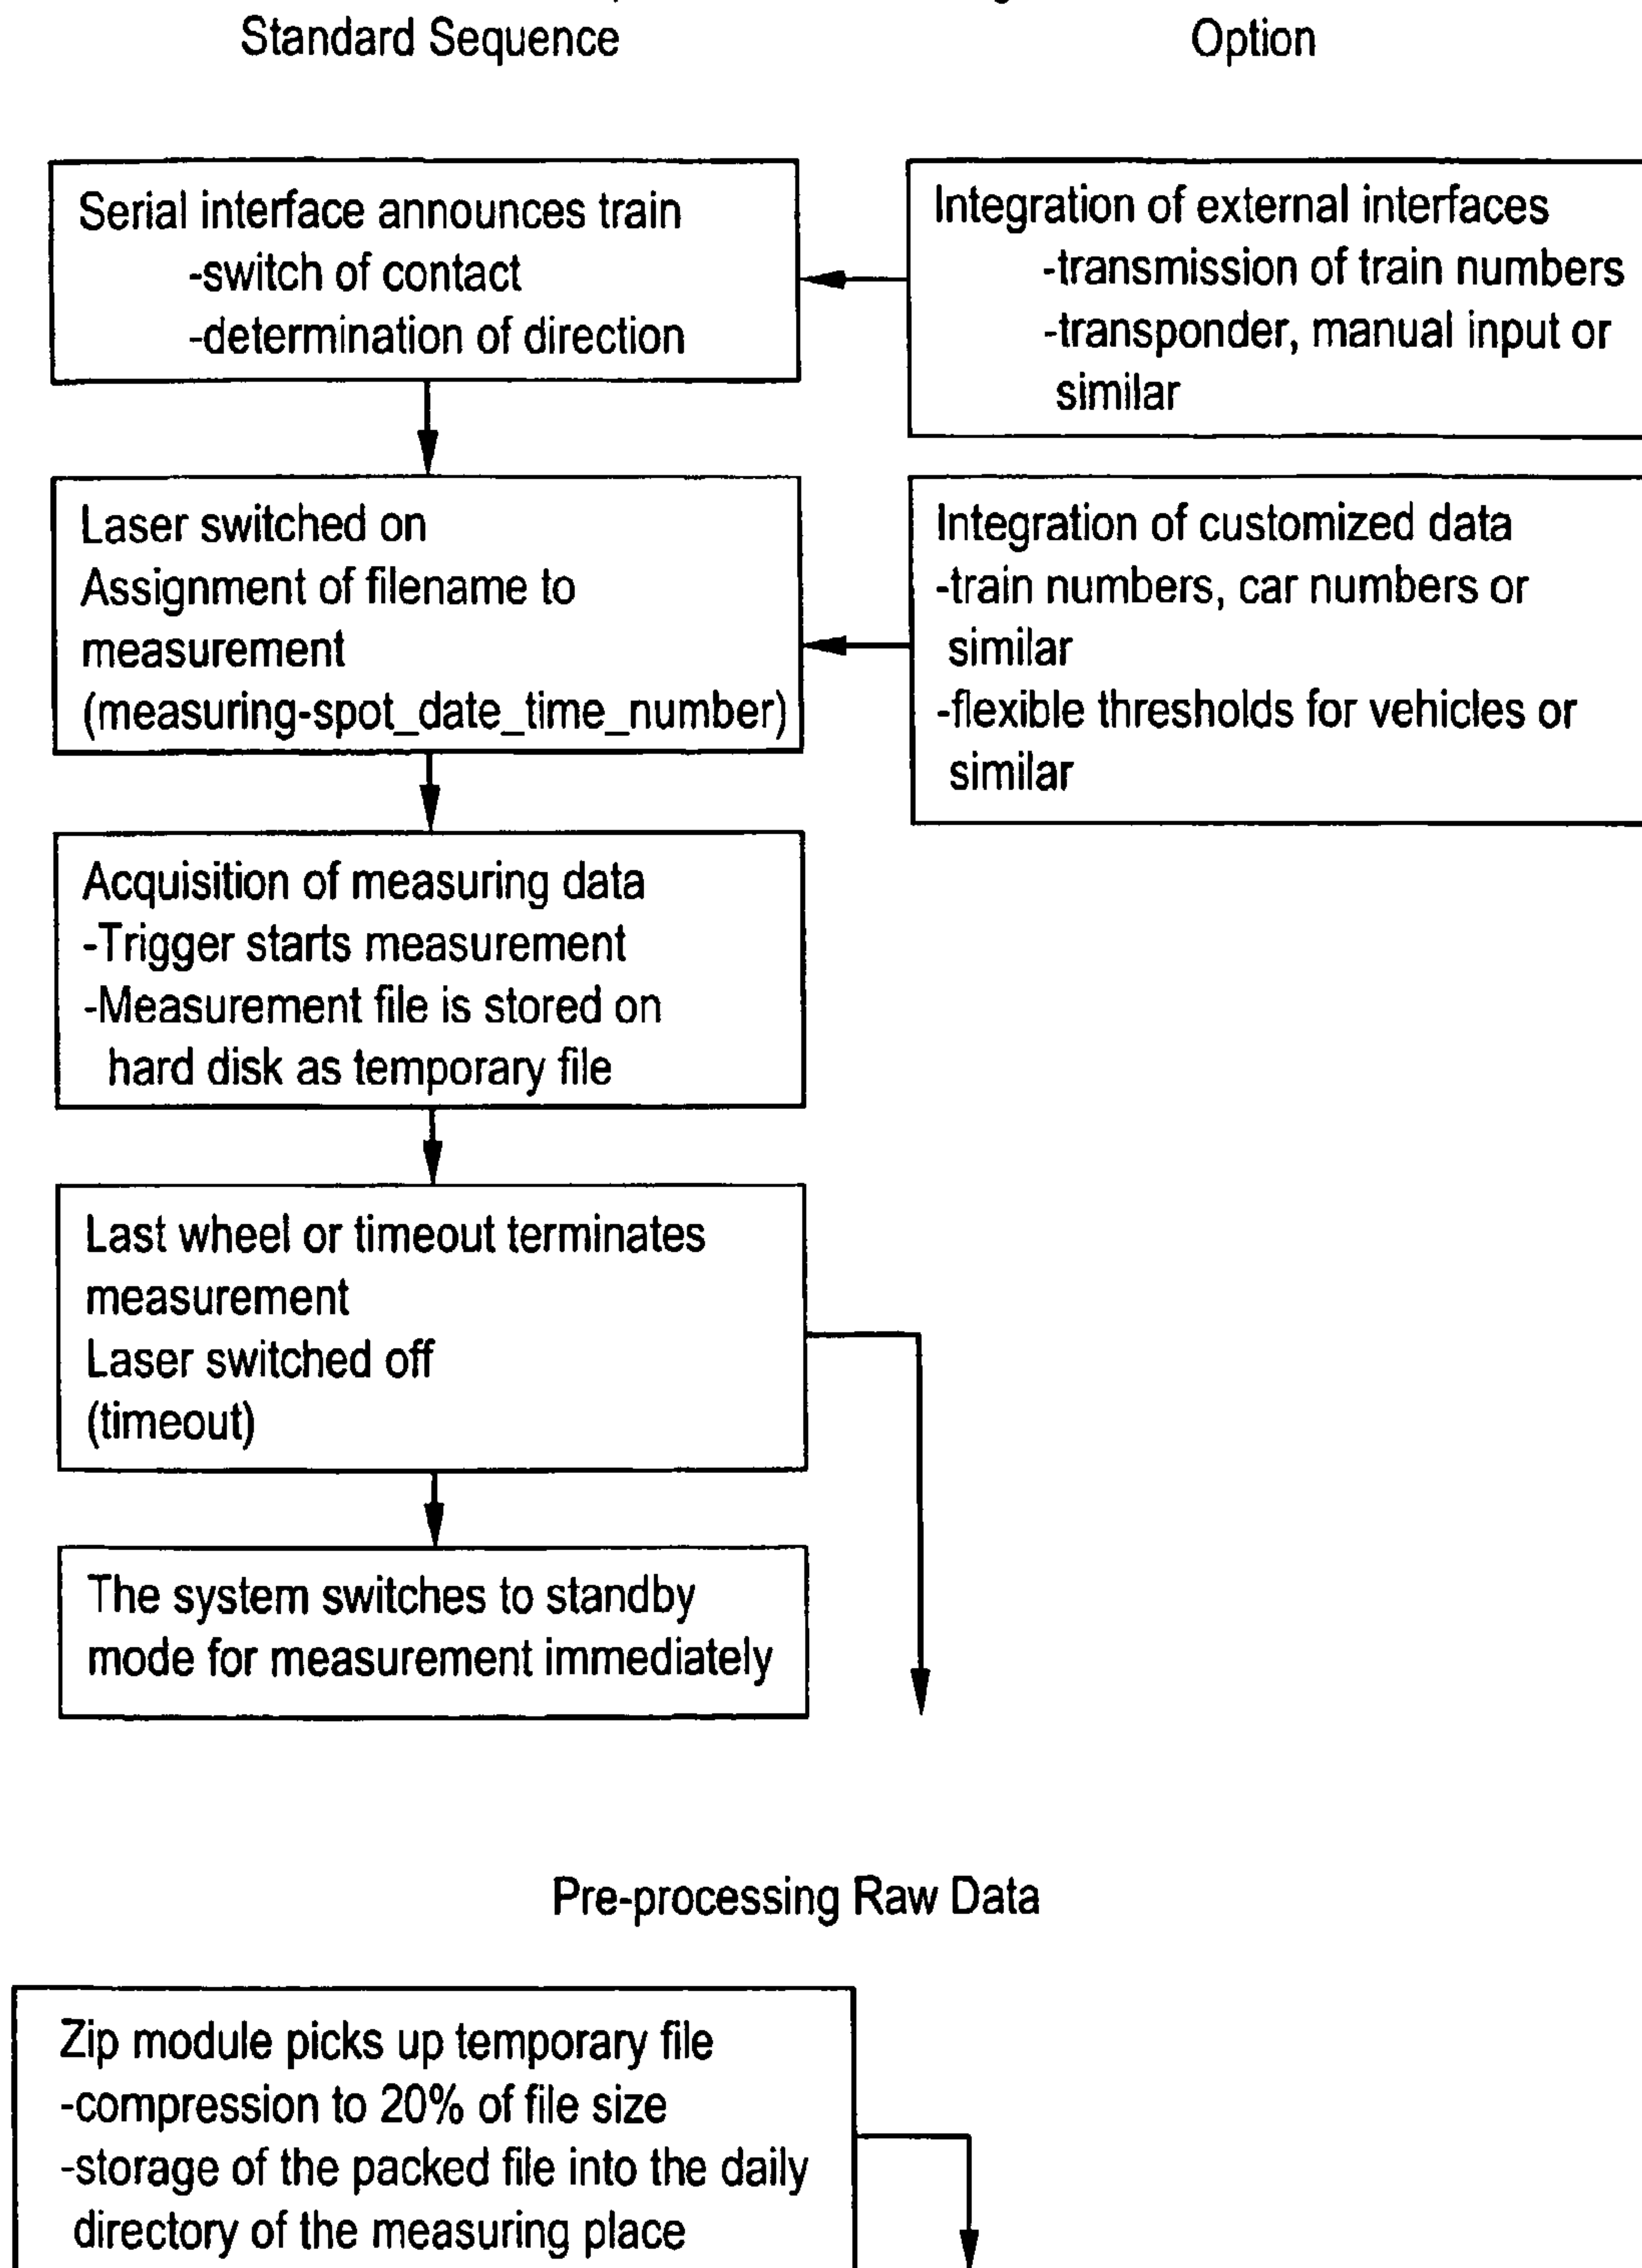 Standard Sequence
Option
Serial interface announces train
-switch of contact
-determination of direction
Integration of external interfaces
-transmission of train numbers
-transponder, manual input or
similar
Laser switched on
Assignment of filename to
measurement
(measuring-spot_date_time_number)
Integration of customized data
-train numbers, car numbers or
similar
-flexible thresholds for vehicles or
similar
Acquisition of measuring data
-Trigger starts measurement
-Measurement file is stored on
hard disk as temporary file
Last wheel or timeout terminates
measurement
Laser switched off
(timeout)
The system switches to standby
mode for measurement immediately
Pre-processing Raw Data
Zip module picks up temporary file
-compression to 20% of file size
-storage of the packed file into the daily
directory of the measuring place